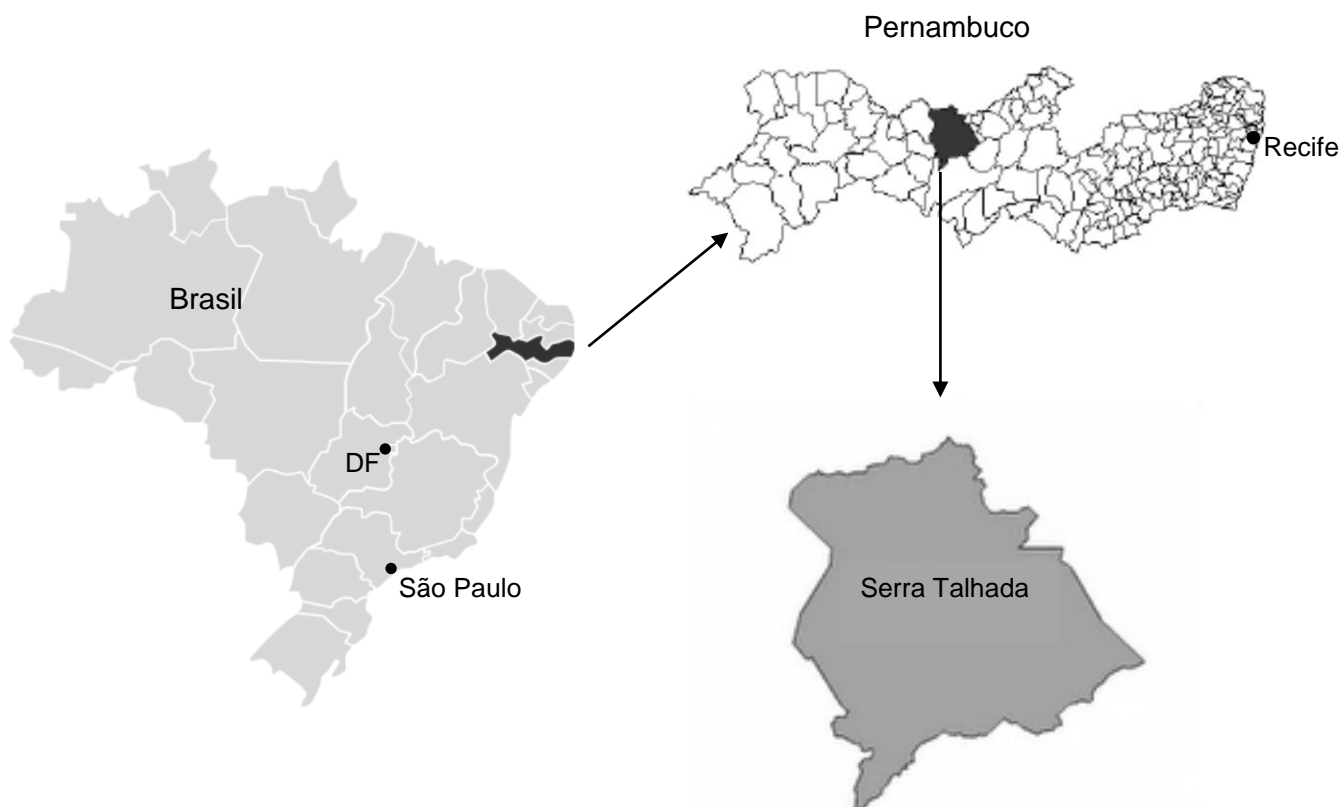 Pernambuco
Recife
Brasil
DF
São Paulo
Serra Talhada